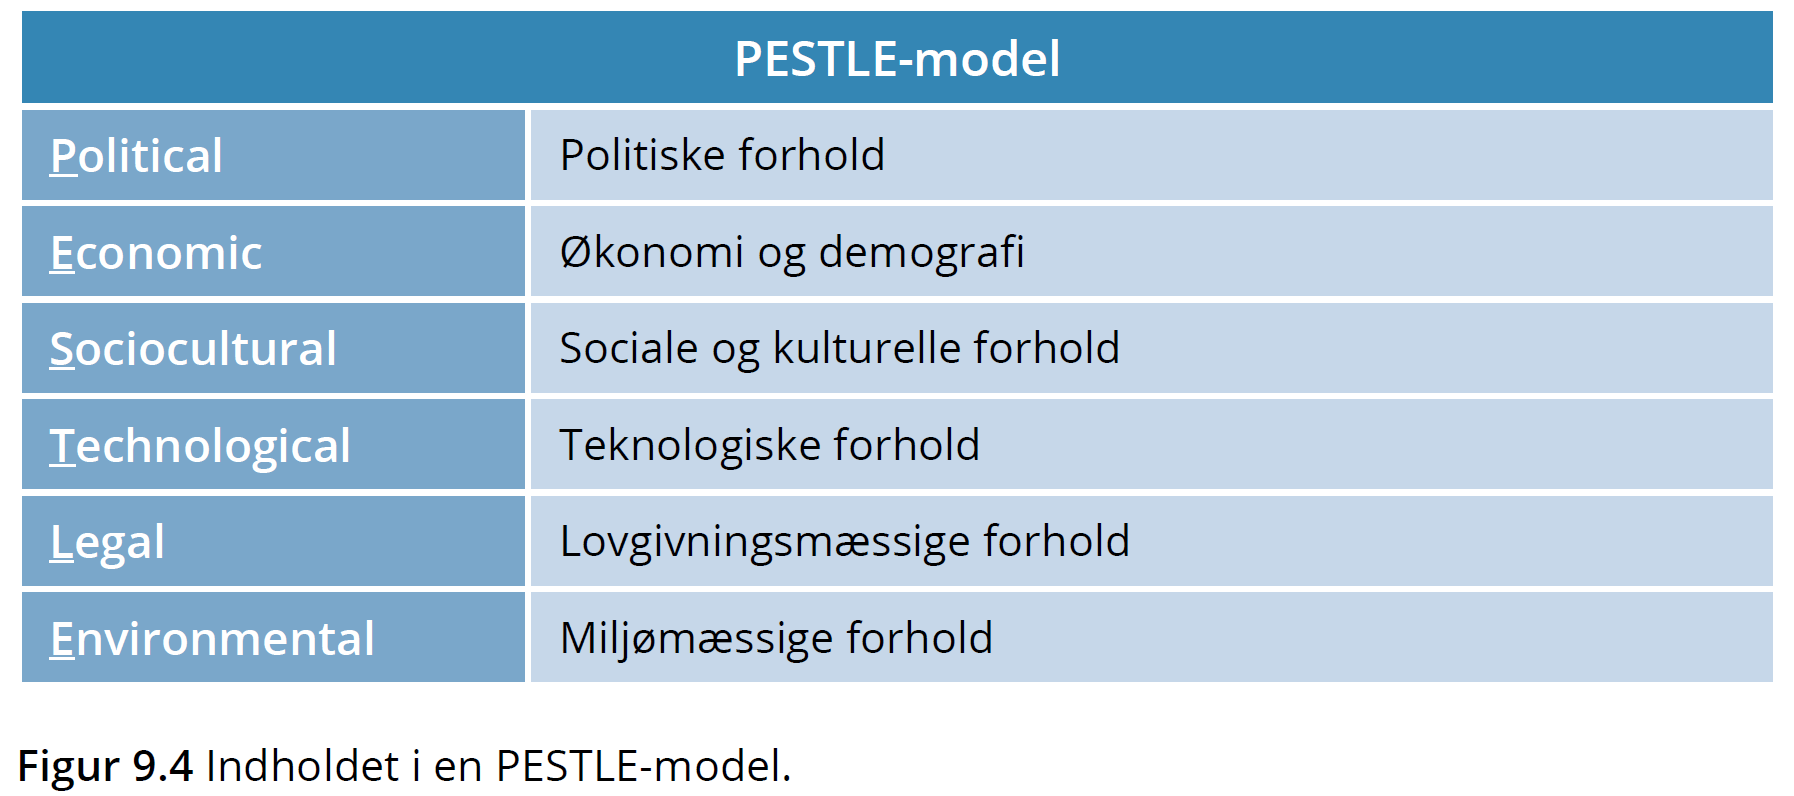 PESTLE-model
Political
Politiske forhold
Economic
Økonomi og demografi
Sociocultural
Sociale og kulturelle forhold
Technological
Teknologiske forhold
Legal
Lovgivningsmæssige forhold
Environmental
Miljømæssige forhold
Figur 9.4 Indholdet i en PESTLE-model.